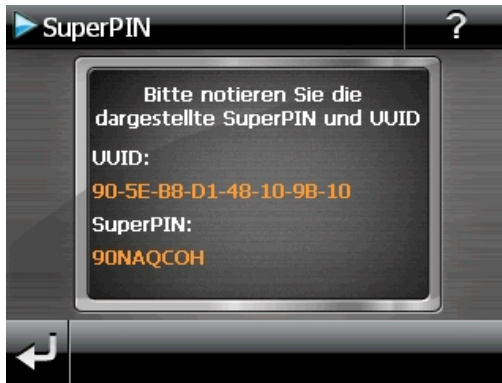 SuperPIN
?
Bitte notieren Sie die
dargestellte SuperPIN und UUID
UUID:
90-5E-B8-D1-48-10-9B-10
SuperPIN:
90NAQCOH